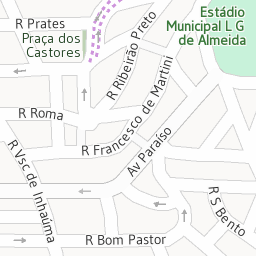 Estádio
Municipal L G
de Almeida
R Prates
Praça dos
Castores
R Ribeirão Preto
R Francesco de Martini
R Roma
Av Paraíso
R Vsc de Inhaúma
R S Bento
R Bom Pastor